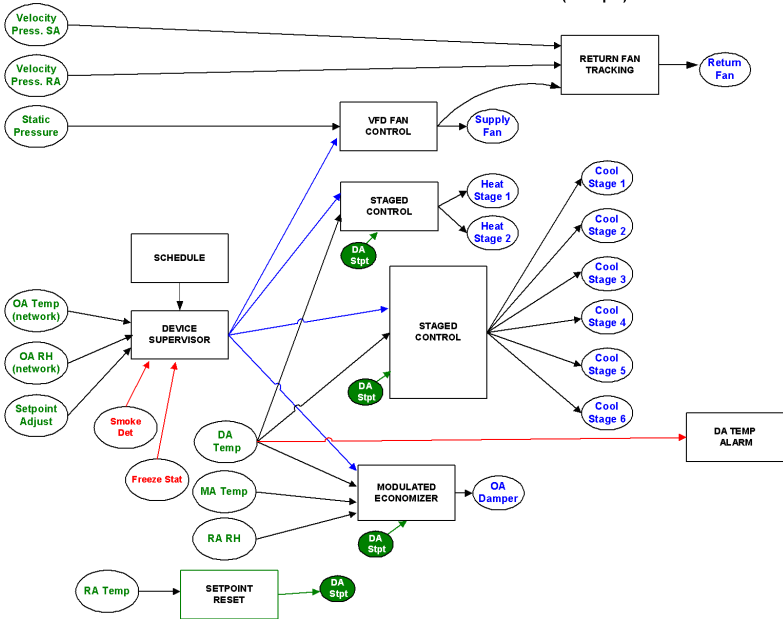 Velocity
Press. SA
Velocity
Press. RA
RETURN FAN
TRACKING
Return
Fan
Static
Pressure
VFD FAN
CONTROL
Supply
Fan
STAGED
CONTROL
Heat
Stage 1
Heat
Stage 2
DA
Stpt
Cool
Stage 1
Cool
Stage 2
Cool
Stage 3
Cool
Stage 4
Cool
Stage 5
Cool
Stage 6
SCHEDULE
OA Temp
(network)
OA RH
(network)
Setpoint
Adjust
DEVICE
SUPERVISOR
STAGED
CONTROL
DA
Stpt
Smoke
Det
Freeze Stat
DA
Temp
DA TEMP
ALARM
MA Temp
RA RH
MODULATED
ECONOMIZER
OA
Damper
DA
Stpt
RA Temp
SETPOINT
RESET
DA
Stpt